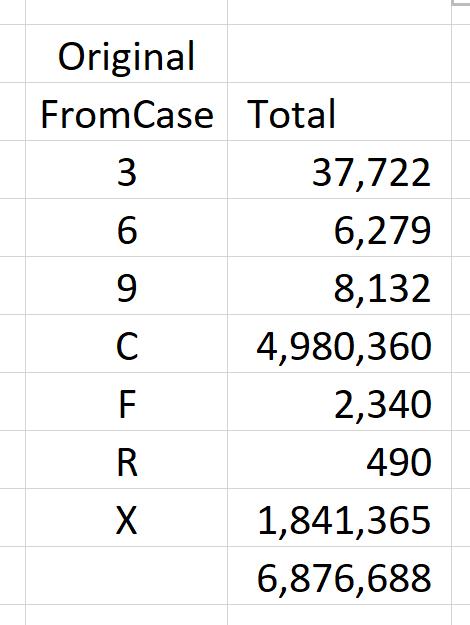 Original
FromCase Total
3 37,722
6 6,279
9 8,132
C 4,980,360
F 2,340
R 490
X 1,841,365
6,876,688